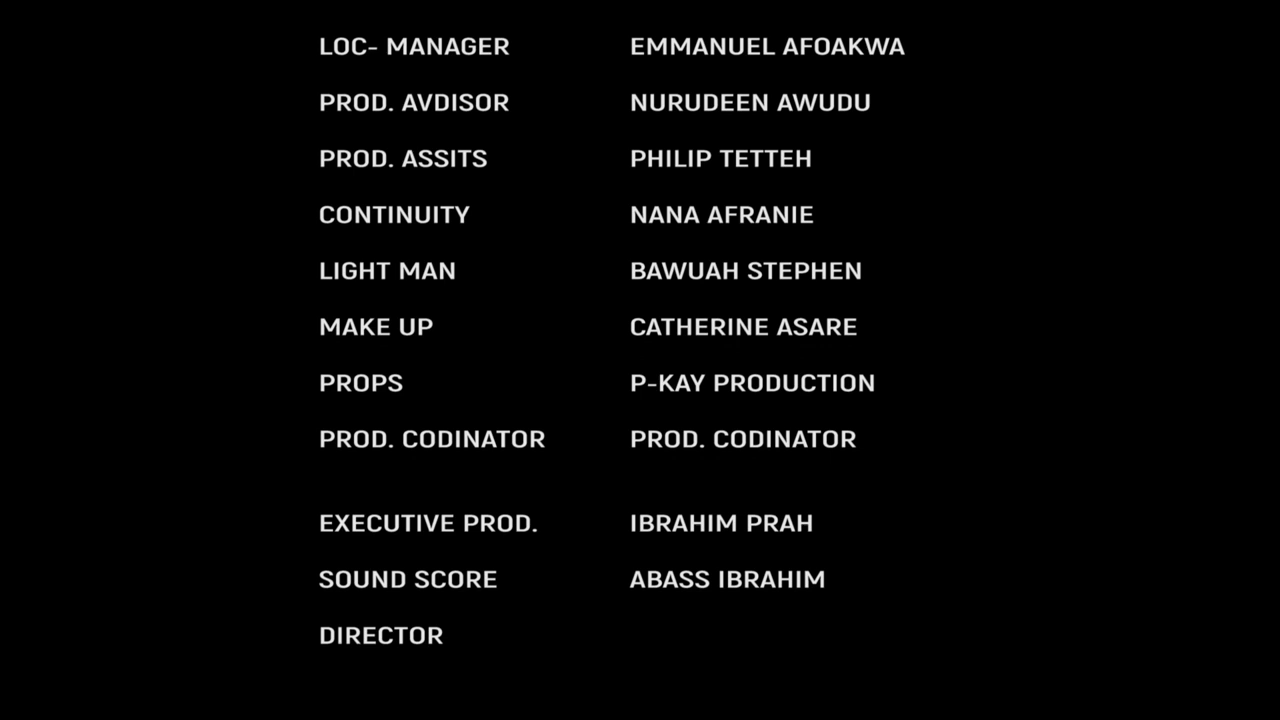 LOC- MANAGER EMMANUEL AFOAKWA
PROD. AVDISOR NURUDEEN AWUDU
PROD. ASSITS PHILIP TETTEH
CONTINUITY NANA AFRANIE
LIGHT MAN BAWUAH STEPHEN
MAKE UP CATHERINE ASARE
PROPS P-KAY PRODUCTION
PROD. CODINATOR PROD. CODINATOR
EXECUTIVE PROD. IBRAHIM PRAH
SOUND SCORE ABASS IBRAHIM
DIRECTOR